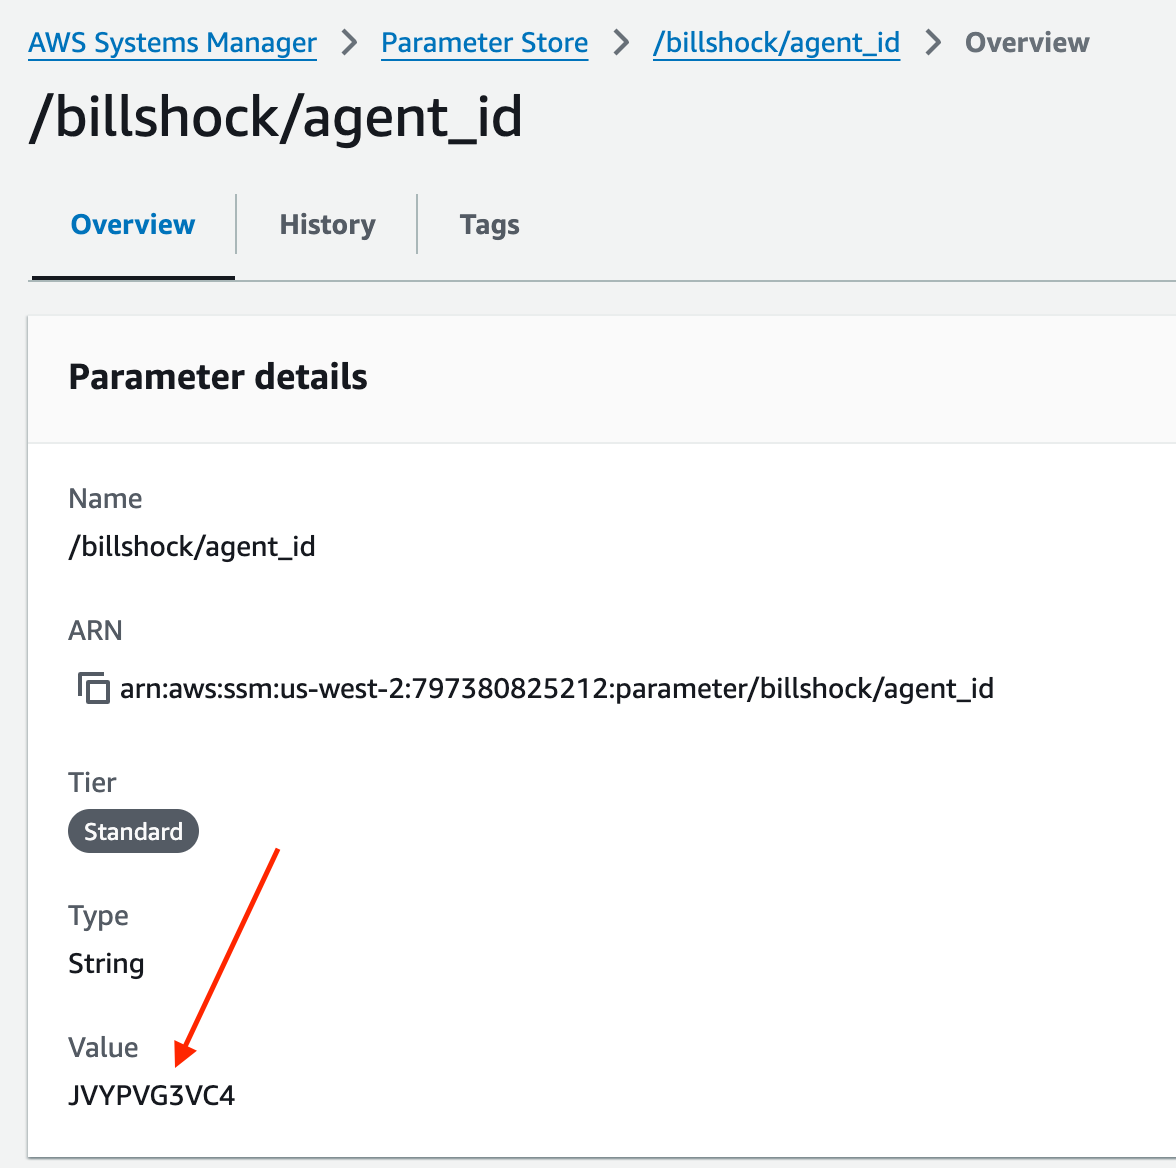 AWS Systems Manager > Parameter Store > /billshock/agent_id > Overview
/billshock/agent_id
Overview History Tags
Parameter details
Name
/billshock/agent_id
ARN
arn:aws:ssm:us-west-2:797380825212:parameter/billshock/agent_id
Tier
Standard
Type
String
Value
JVYPVG3VC4